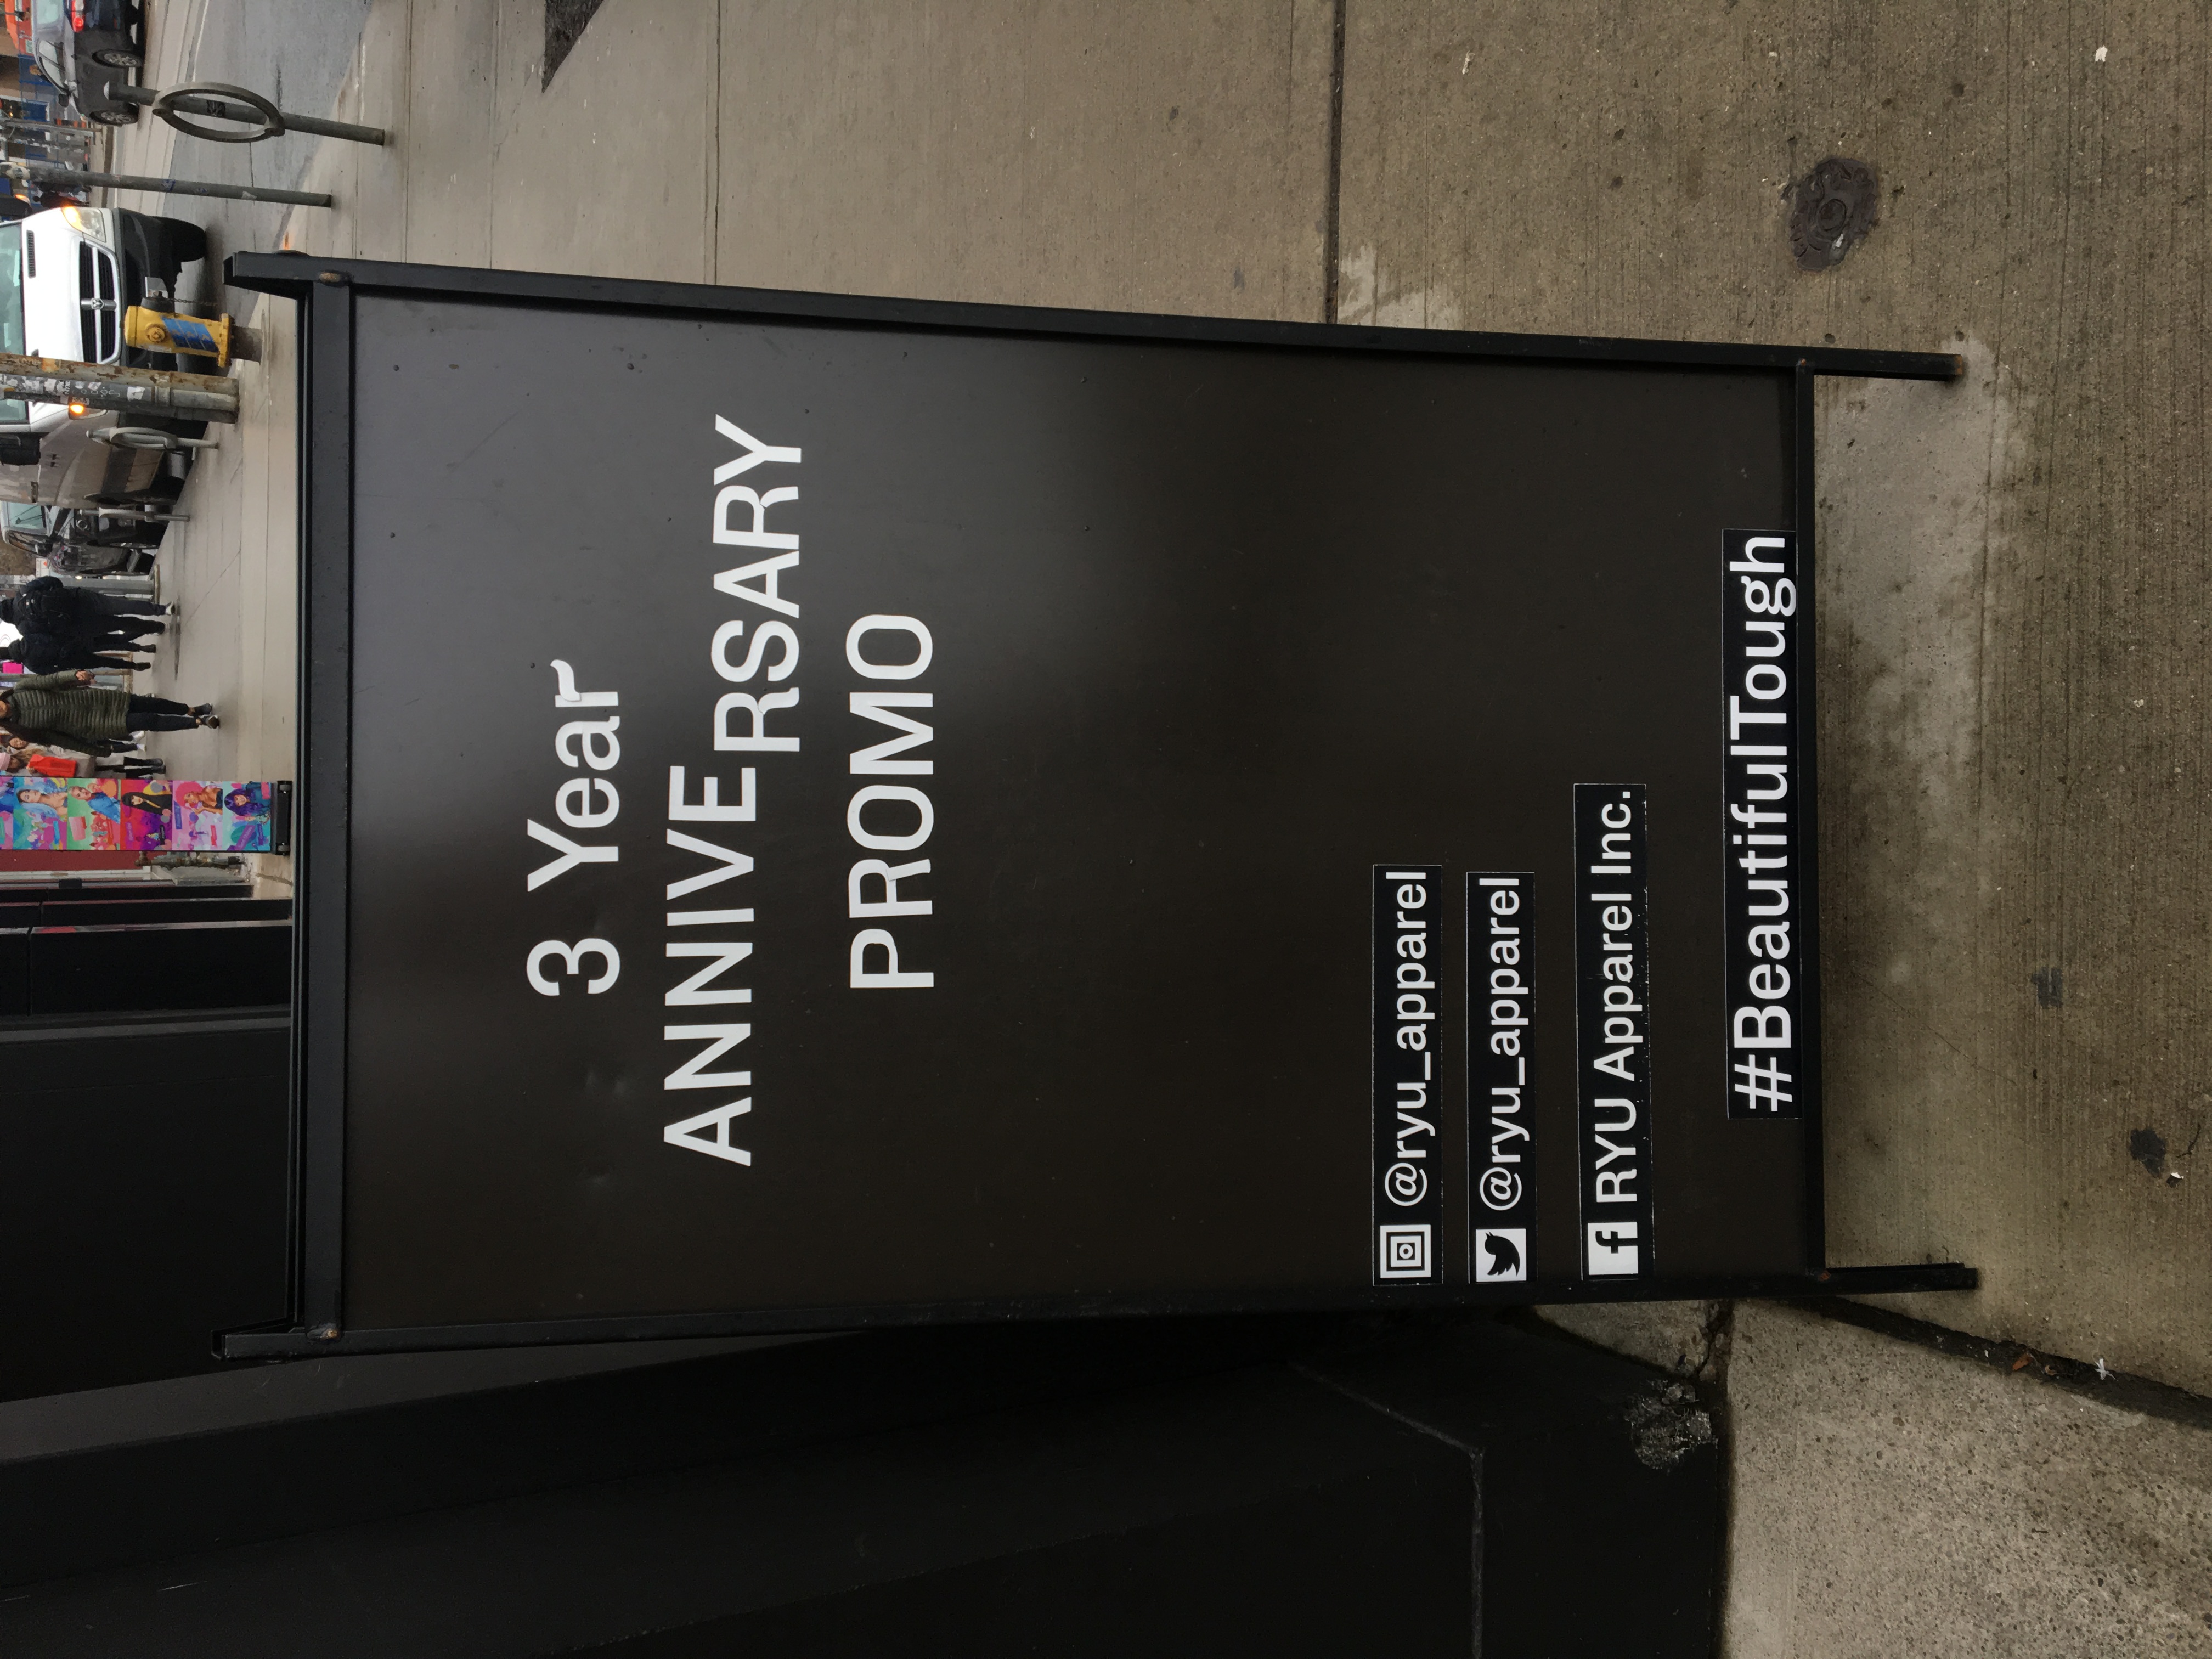 3 Year
ANNIVERSARY
PROMO
@ryu_apparel
@ryu_apparel
RYU Apparel Inc.
#BeautifulTough